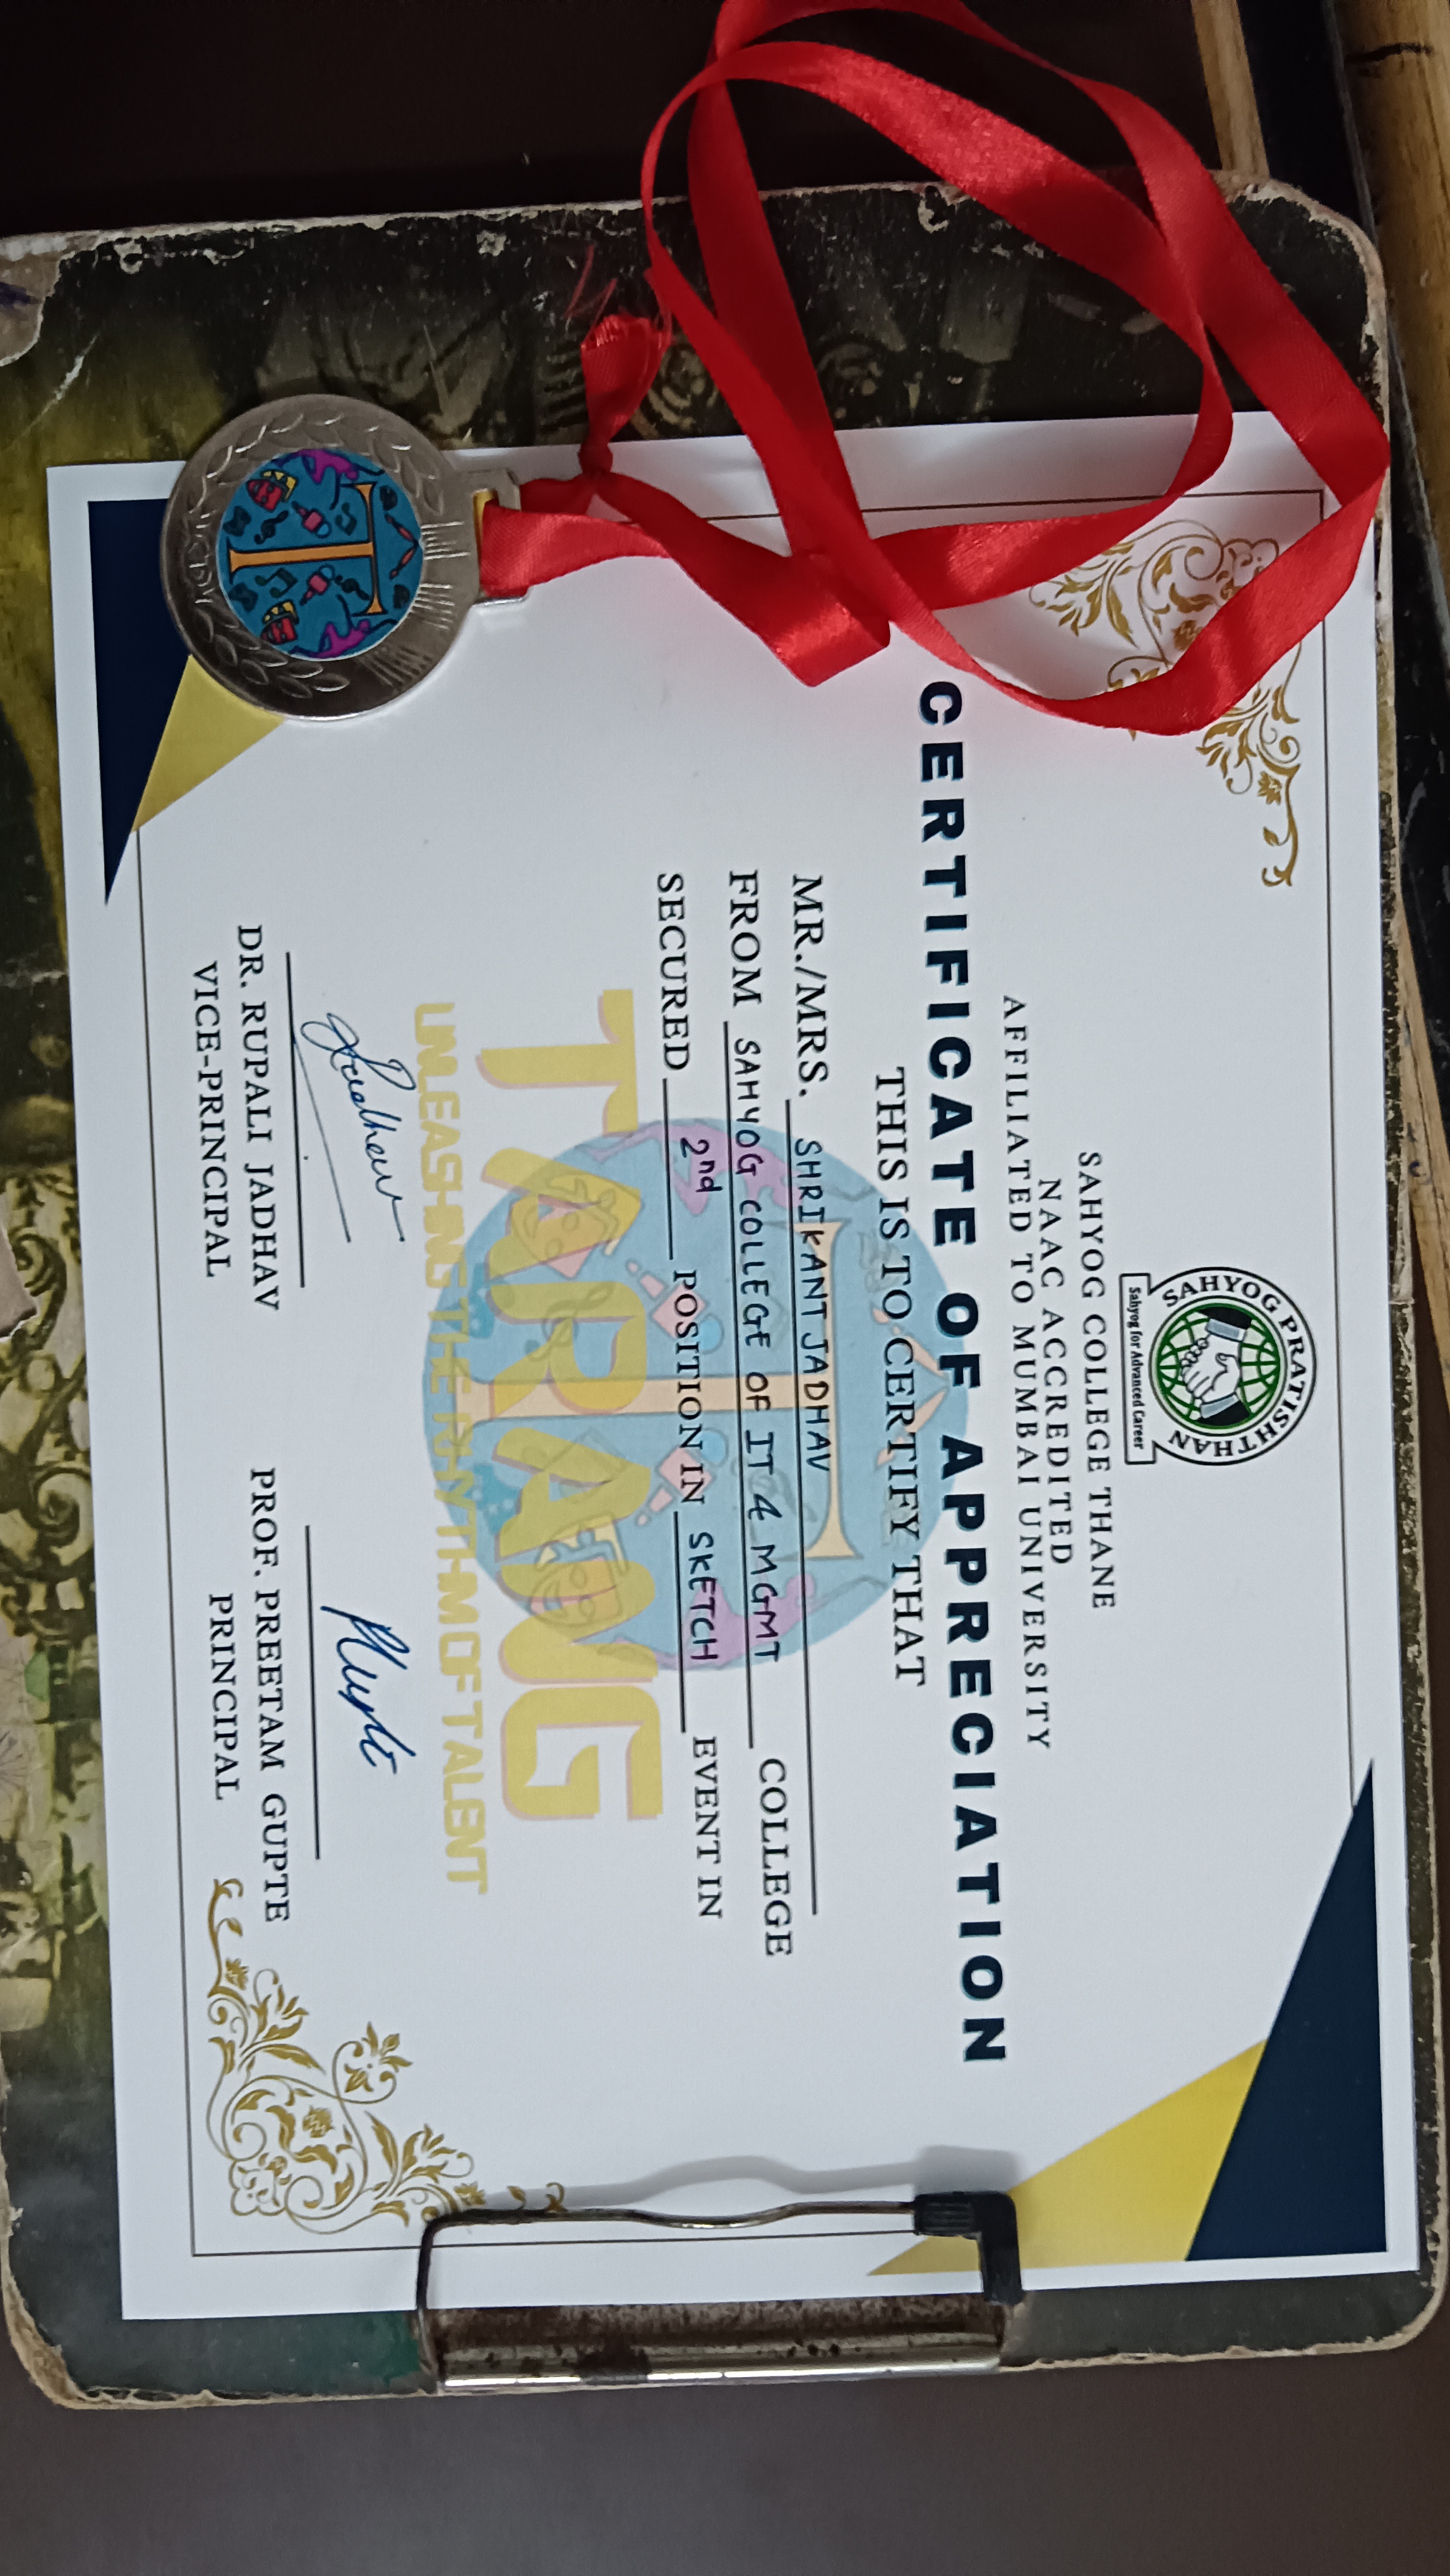 SAHYOG PRATISHTHAN
Sahyog for Advanced Career
SAHYOG COLLEGE THANE
NAAC ACCREDITED
AFFILIATED TO MUMBAI UNIVERSITY
CERTIFICATE OF APPRECIATION
THIS IS TO CERTIFY THAT
MR./MRS. SHRIKANT JADHAV
FROM SAHYOG COLLEGE OF IT & MGMT COLLEGE
SECURED 2nd POSITION IN SKETCH EVENT IN
TARANG
UNLEASHING THE RHYTHM OF TALENT
DR. RUPALI JADHAV
VICE-PRINCIPAL
PROF. PREETAM GUPTE
PRINCIPAL